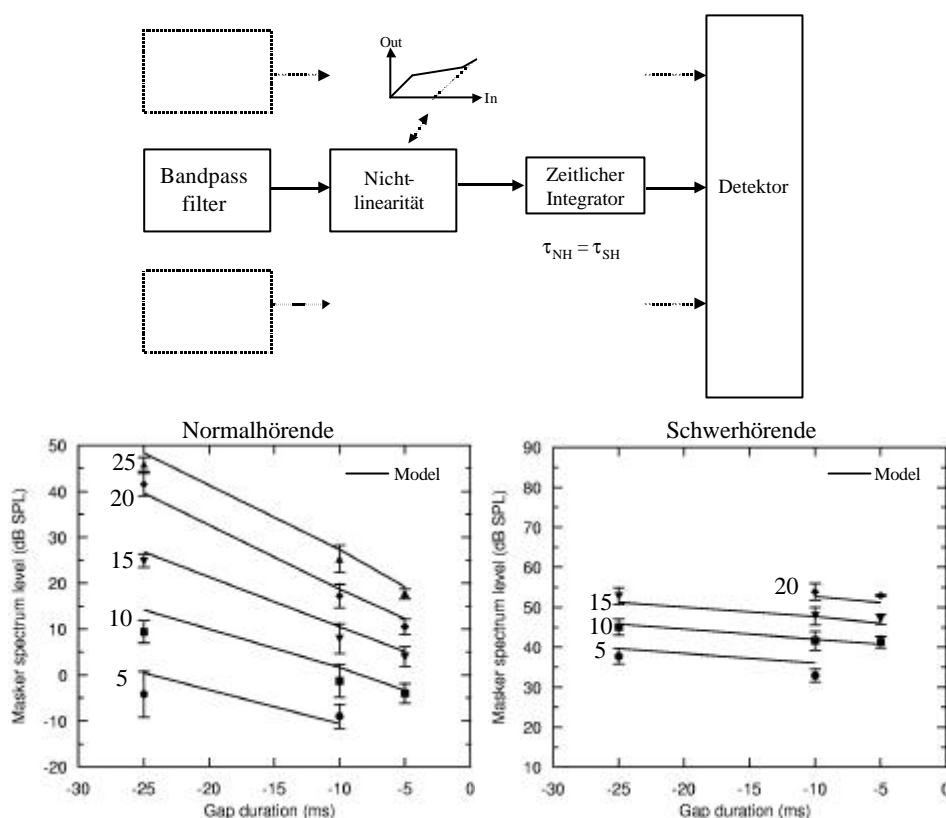 Out
In
Bandpass
filter
Nicht-
linearität
Zeitlicher
Integrator
Detektor
τNH = τSH
Normalhörende
50
40
30
20
10
0
-10
-20
Masker spectrum level (dB SPL)
25
20
15
10
5
Model
-30 -25 -20 -15 -10 -5 0
Gap duration (ms)
Schwerhörende
90
80
70
60
50
40
30
20
10
Masker spectrum level (dB SPL)
20
15
10
5
Model
-30 -25 -20 -15 -10 -5 0
Gap duration (ms)